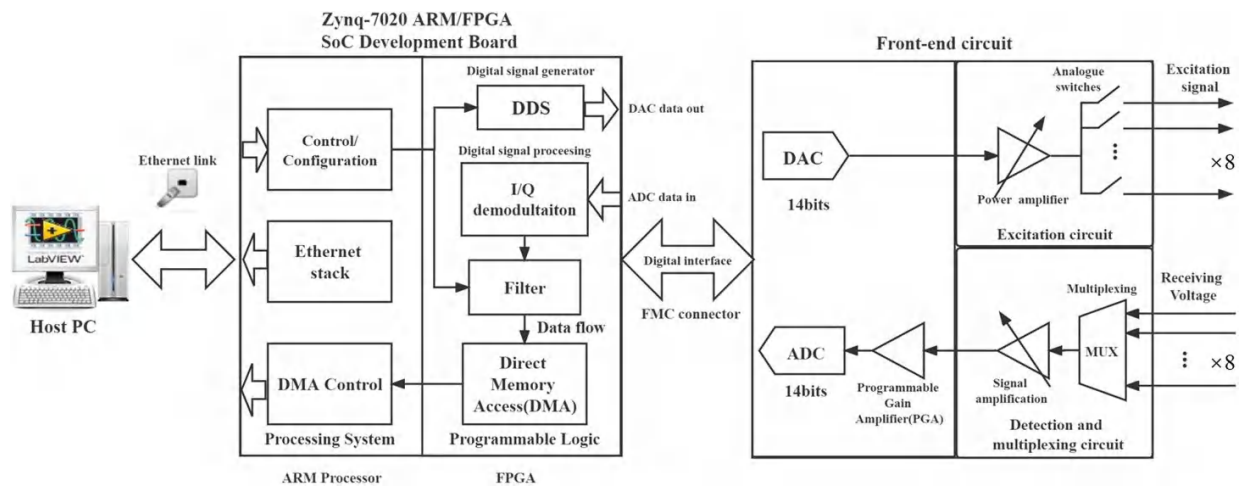 Zynq-7020 ARM/FPGA
SoC Development Board
Front-end circuit
Digital signal generator
DDS
DAC data out
Control/
Configuration
Ethernet link
Digital signal proceesing
I/Q
demodultaiton
ADC data in
LabVIEW
Host PC
Ethernet
stack
Filter
Data flow
Digital interface
FMC connector
DMA Control
Direct
Memory
Access(DMA)
Processing System
Programmable Logic
ARM Processor
FPGA
DAC
14bits
Analogue
switches
Excitation
signal
×8
Power amplifier
Excitation circuit
Multiplexing
Receiving
Voltage
MUX
×8
ADC
14bits
Programmable
Gain
Amplifier(PGA)
Signal
amplification
Detection and
multiplexing circuit